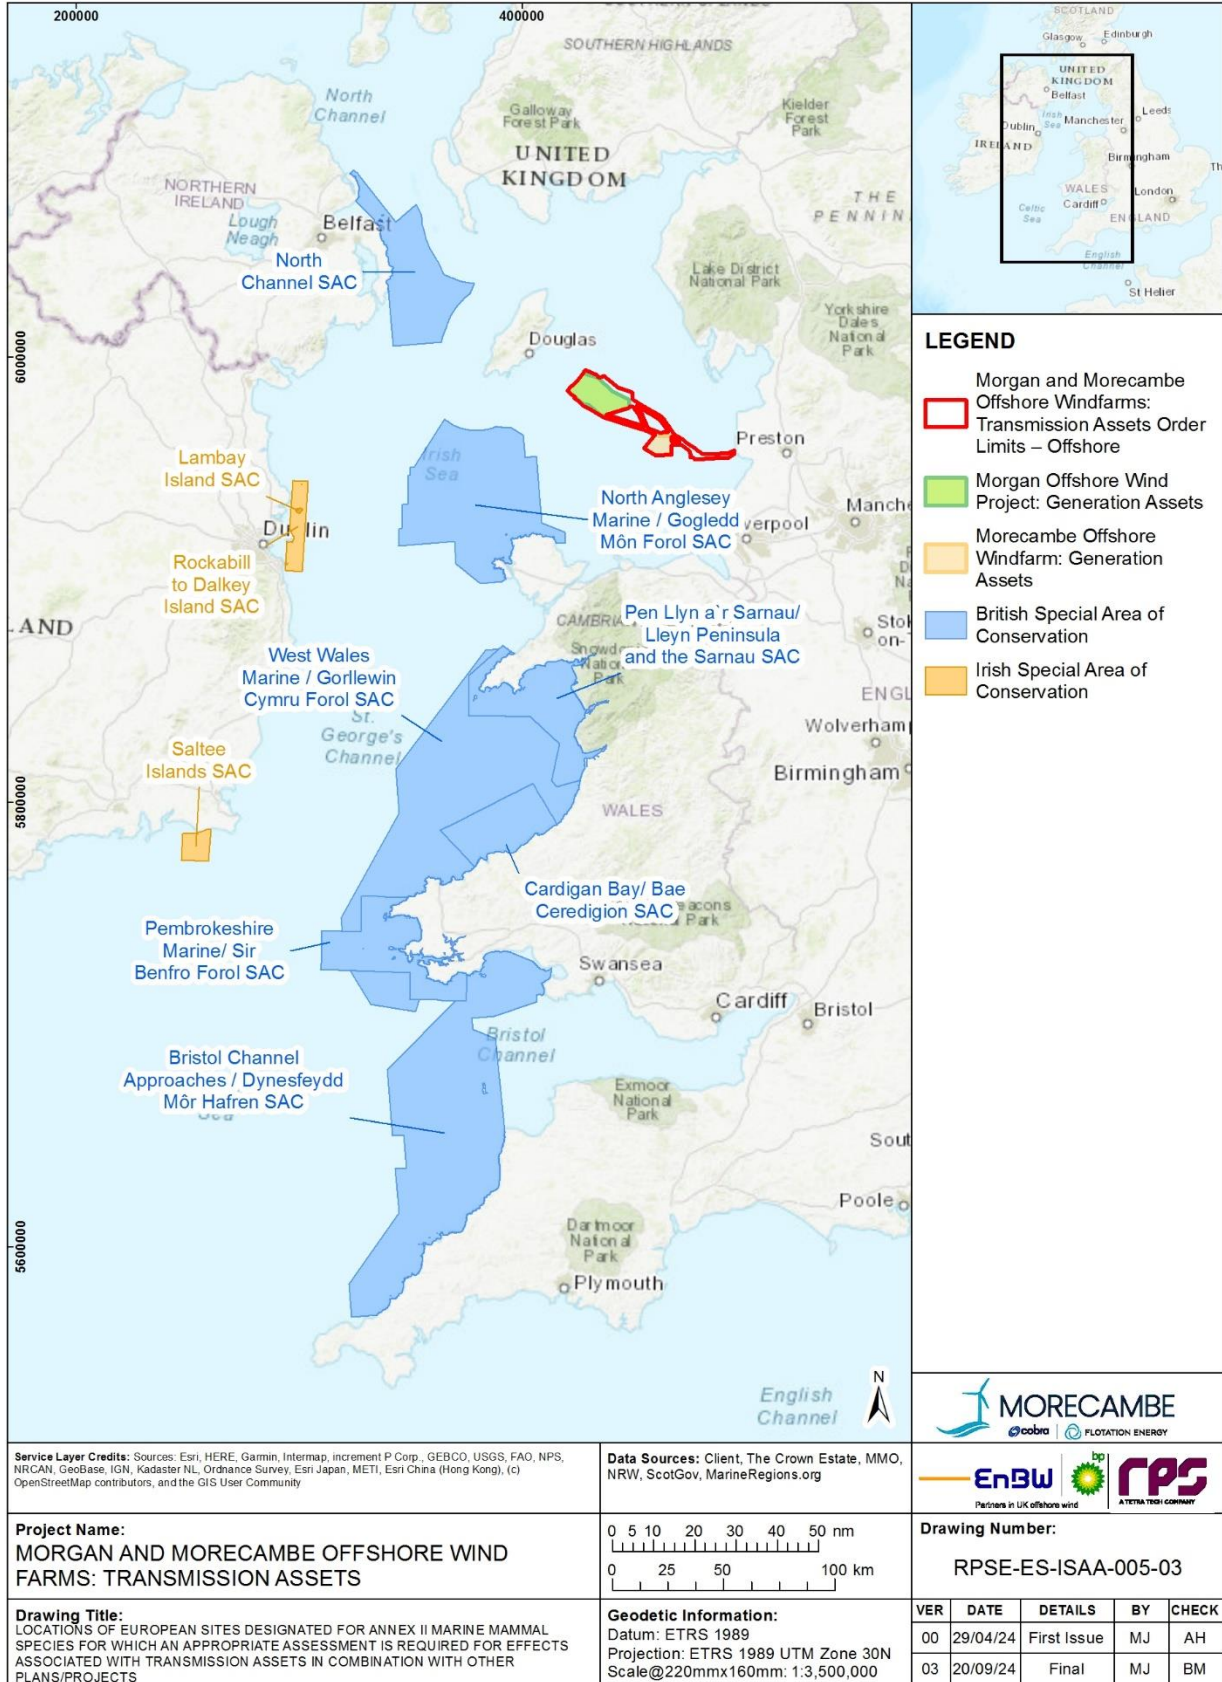 200000
400000
6000000
5800000
5600000
SOUTHERN HIGHLANDS
North
Channel
Galloway
Forest Park
Kielder
Forest
Park
UNITED
KINGDOM
NORTHERN
IRELAND
Lough
Neagh
Belfast
North
Channel SAC
THE
PENNIN
Lake District
National Park
Yorkshire
Dales
National
Park
Douglas
Preston
Irish
Sea
Lambay
Island SAC
Dublin
Rockabill
to Dalkey
Island SAC
North Anglesey
Marine / Gogledd
Môn Forol SAC
verpool
Manche
LAND
CAMBRIA
Snowdo
Nation
Park
Pen Llyn a`r Sarnau/
Lleyn Peninsula
and the Sarnau SAC
Stok
on-T
West Wales
Marine / Gorllewin
Cymru Forol SAC
St.
George's
Channel
ENGL
Wolverhamp
Birmingham
Saltee
Islands SAC
WALES
Cardigan Bay/ Bae
Ceredigion SAC
eacons
Park
Pembrokeshire
Marine/ Sir
Benfro Forol SAC
Swansea
Cardiff
Bristol
Bristol
Channel
Bristol Channel
Approaches / Dynesfeydd
Môr Hafren SAC
Sea
Exmoor
National
Park
Sout
Poole
Dartmoor
National
Park
Plymouth
English
Channel
N
SCOTLAND
Glasgow
Edinburgh
UNITED
KINGDOM
Belfast
Irish
Sea
Leeds
Dublin
Manchester
IRELAND
Birmingham
Th
WALES
London
Cardiff
Celtic
Sea
ENGLAND
English
Channel
St Helier
LEGEND
Morgan and Morecambe
Offshore Windfarms:
Transmission Assets Order
Limits – Offshore
Morgan Offshore Wind
Project: Generation Assets
Morecambe Offshore
Windfarm: Generation
Assets
British Special Area of
Conservation
Irish Special Area of
Conservation
MORECAMBE
cobra FLOTATION ENERGY
EnBW bp
Partners in UK offshore wind
rps
A TETRA TECH COMPANY
Service Layer Credits: Sources: Esri, HERE, Garmin, Intermap, increment P Corp., GEBCO, USGS, FAO, NPS,
NRCAN, GeoBase, IGN, Kadaster NL, Ordnance Survey, Esri Japan, METI, Esri China (Hong Kong), (c)
OpenStreetMap contributors, and the GIS User Community
Data Sources: Client, The Crown Estate, MMO,
NRW, ScotGov, MarineRegions.org
Project Name:
MORGAN AND MORECAMBE OFFSHORE WIND
FARMS: TRANSMISSION ASSETS
0 5 10 20 30 40 50 nm
0 25 50 100 km
Drawing Number:
RPSE-ES-ISAA-005-03
Drawing Title:
LOCATIONS OF EUROPEAN SITES DESIGNATED FOR ANNEX II MARINE MAMMAL
SPECIES FOR WHICH AN APPROPRIATE ASSESSMENT IS REQUIRED FOR EFFECTS
ASSOCIATED WITH TRANSMISSION ASSETS IN COMBINATION WITH OTHER
PLANS/PROJECTS
Geodetic Information:
Datum: ETRS 1989
Projection: ETRS 1989 UTM Zone 30N
Scale@220mmx160mm: 1:3,500,000
VER DATE DETAILS BY CHECK
00 29/04/24 First Issue MJ AH
03 20/09/24 Final MJ BM